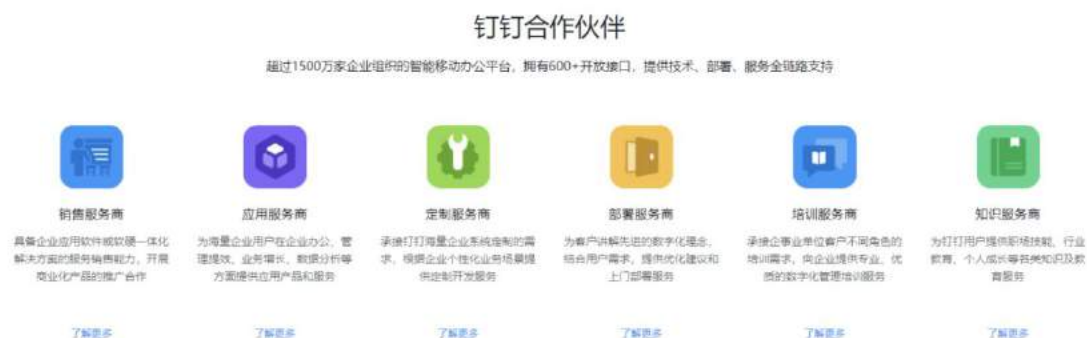 钉钉合作伙伴
超过1500万家企业组织的智能移动办公平台，拥有600+开放接口，提供技术、部署、服务全链路支持
销售服务商
具备企业应用软件或软硬一体化
解决方案的服务销售能力，开展
商业化产品的推广合作
了解更多
应用服务商
为海量企业用户在企业办公、管
理提效、业务增长、数据分析等
方面提供应用产品和服务
了解更多
定制服务商
承接钉钉海量企业系统定制的需
求，根据企业个性化业务场景提
供定制开发服务
了解更多
部署服务商
为客户讲解先进的数字化理念，
结合用户需求，提供优化建议和
上门部署服务
了解更多
培训服务商
承接企事业单位客户不同角色的
培训需求，向企业提供专业、优
质的数字化管理培训服务
了解更多
知识服务商
为钉钉用户提供职场技能、行业
教育、个人成长等各类知识及教
育服务
了解更多